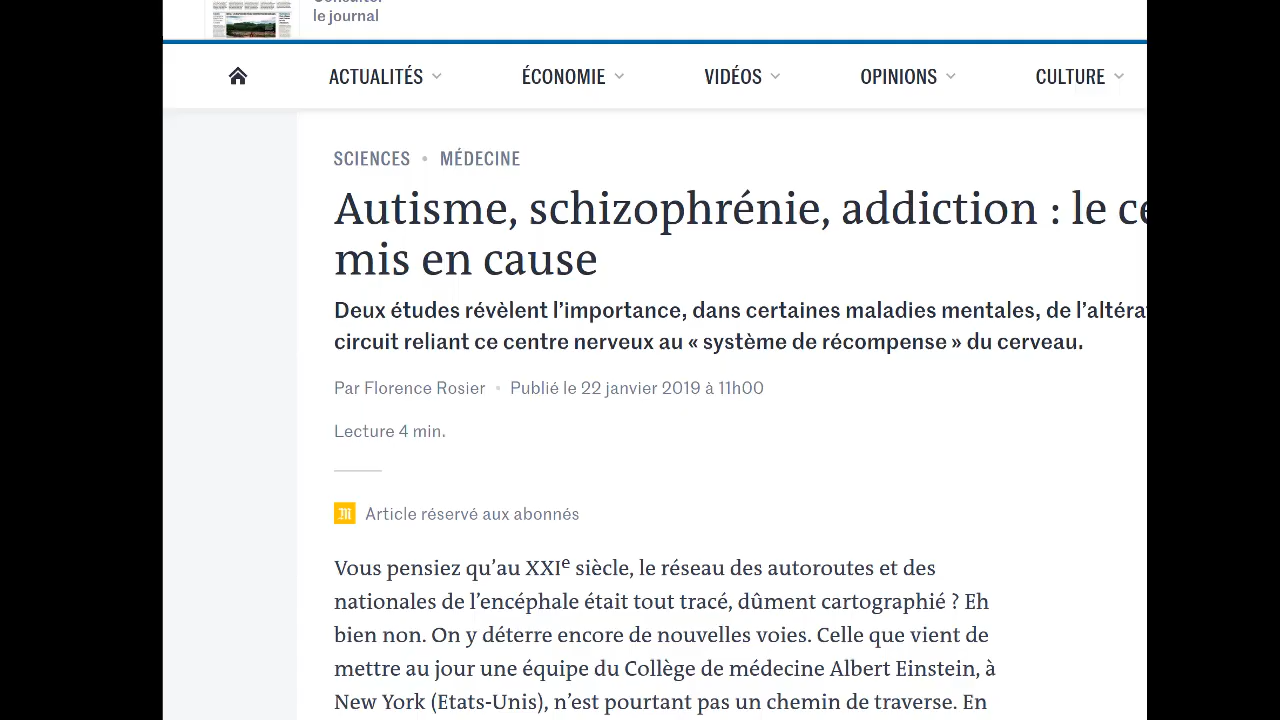 le journal
ACTUALITÉS
ÉCONOMIE
VIDÉOS
OPINIONS
CULTURE
SCIENCES • MÉDECINE
Autisme, schizophrénie, addiction : le ce
mis en cause
Deux études révèlent l’importance, dans certaines maladies mentales, de l’altéra
circuit reliant ce centre nerveux au « système de récompense » du cerveau.
Par Florence Rosier • Publié le 22 janvier 2019 à 11h00
Lecture 4 min.
Article réservé aux abonnés
Vous pensiez qu’au XXIe siècle, le réseau des autoroutes et des
nationales de l’encéphale était tout tracé, dûment cartographié ? Eh
bien non. On y déterre encore de nouvelles voies. Celle que vient de
mettre au jour une équipe du Collège de médecine Albert Einstein, à
New York (Etats-Unis), n’est pourtant pas un chemin de traverse. En